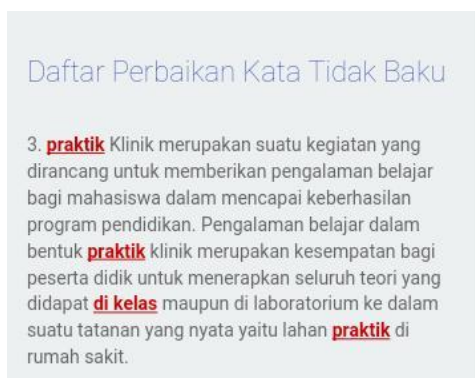 Daftar Perbaikan Kata Tidak Baku
3. praktik Klinik merupakan suatu kegiatan yang
dirancang untuk memberikan pengalaman belajar
bagi mahasiswa dalam mencapai keberhasilan
program pendidikan. Pengalaman belajar dalam
bentuk praktik klinik merupakan kesempatan bagi
peserta didik untuk menerapkan seluruh teori yang
didapat di kelas maupun di laboratorium ke dalam
suatu tatanan yang nyata yaitu lahan praktik di
rumah sakit.